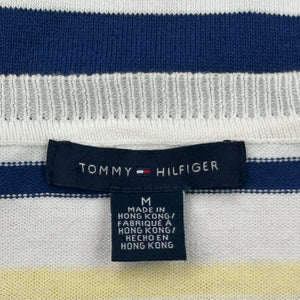 TOMMY HILFIGER
M
MADE IN
HONG KONG/
FABRIQUÉ À
HONG KONG/
HECHO EN
HONG KONG